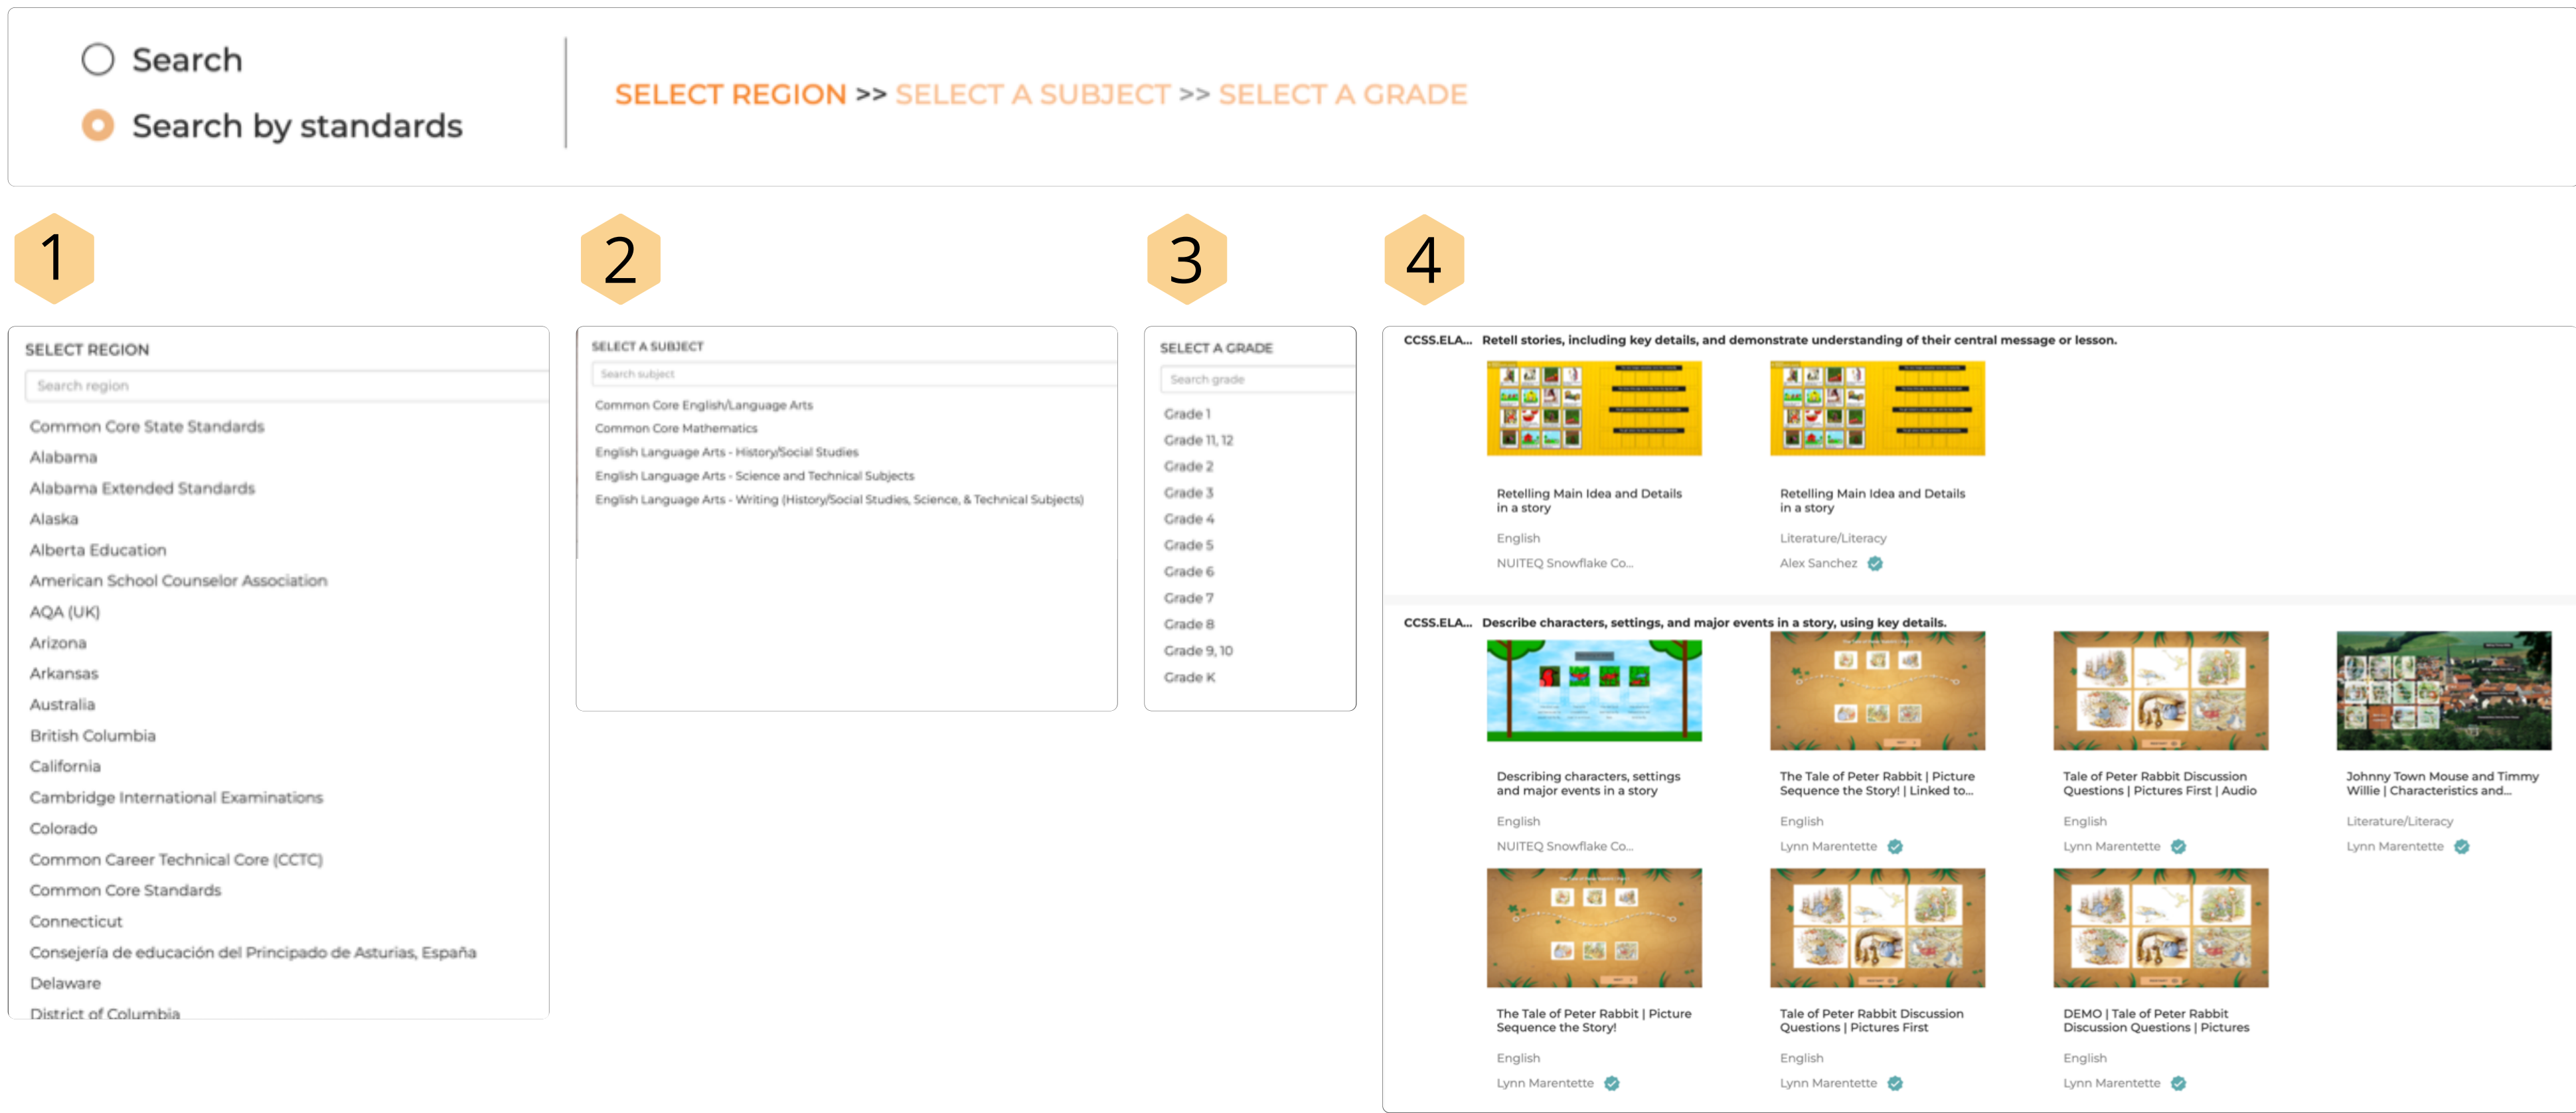 Search
Search by standards
SELECT REGION >> SELECT A SUBJECT >> SELECT A GRADE
1
2
3
4
SELECT REGION
Search region
Common Core State Standards
Alabama
Alabama Extended Standards
Alaska
Alberta Education
American School Counselor Association
AQA (UK)
Arizona
Arkansas
Australia
British Columbia
California
Cambridge International Examinations
Colorado
Common Career Technical Core (CCTC)
Common Core Standards
Connecticut
Consejería de educación del Principado de Asturias, España
Delaware
District of Columbia
SELECT A SUBJECT
Search subject
Common Core English/Language Arts
Common Core Mathematics
English Language Arts - History/Social Studies
English Language Arts - Science and Technical Subjects
English Language Arts - Writing (History/Social Studies, Science, & Technical Subjects)
SELECT A GRADE
Search grade
Grade 1
Grade 11, 12
Grade 2
Grade 3
Grade 4
Grade 5
Grade 6
Grade 7
Grade 8
Grade 9, 10
Grade K
CCSS.ELA... Retell stories, including key details, and demonstrate understanding of their central message or lesson.
Retelling Main Idea and Details
in a story
English
NUITEQ Snowflake Co...
Retelling Main Idea and Details
in a story
Literature/Literacy
Alex Sanchez
CCSS.ELA... Describe characters, settings, and major events in a story, using key details.
Describing characters, settings
and major events in a story
English
NUITEQ Snowflake Co...
The Tale of Peter Rabbit | Picture
Sequence the Story! | Linked to...
English
Lynn Marentette
Tale of Peter Rabbit Discussion
Questions | Pictures First | Audio
English
Lynn Marentette
Johnny Town Mouse and Timmy
Willie | Characteristics and...
Literature/Literacy
Lynn Marentette
The Tale of Peter Rabbit | Picture
Sequence the Story!
English
Lynn Marentette
Tale of Peter Rabbit Discussion
Questions | Pictures First
English
Lynn Marentette
DEMO | Tale of Peter Rabbit
Discussion Questions | Pictures
English
Lynn Marentette